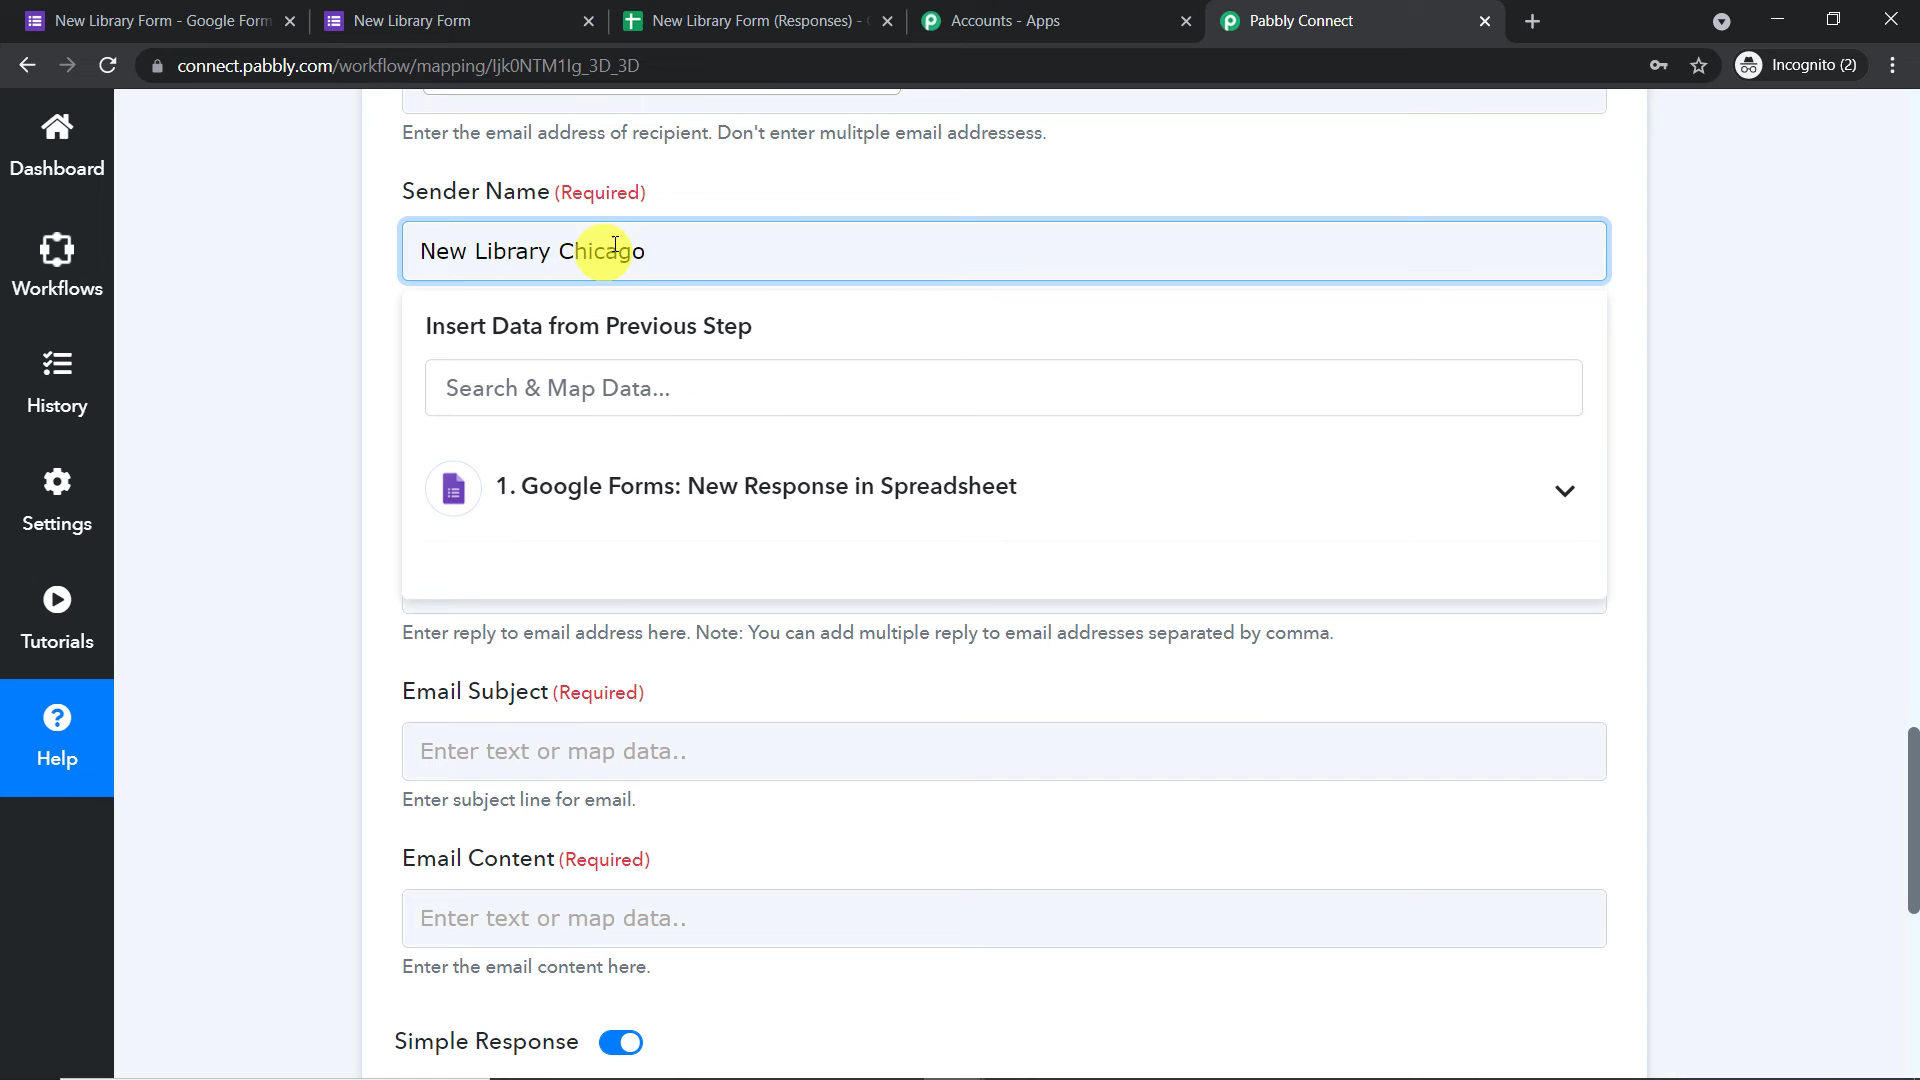 New Library Form - Google Form
New Library Form
New Library Form (Responses) -
Accounts - Apps
Pabbly Connect
connect.pabbly.com/workflow/mapping/Ijk0NTM1Ig_3D_3D
Incognito (2)
Dashboard
Workflows
History
Settings
Tutorials
Help
Enter the email address of recipient. Don't enter mulitple email addressess.
Sender Name (Required)
New Library Chicago
Insert Data from Previous Step
Search & Map Data...
1. Google Forms: New Response in Spreadsheet
Enter reply to email address here. Note: You can add multiple reply to email addresses separated by comma.
Email Subject (Required)
Enter text or map data..
Enter subject line for email.
Email Content (Required)
Enter text or map data..
Enter the email content here.
Simple Response